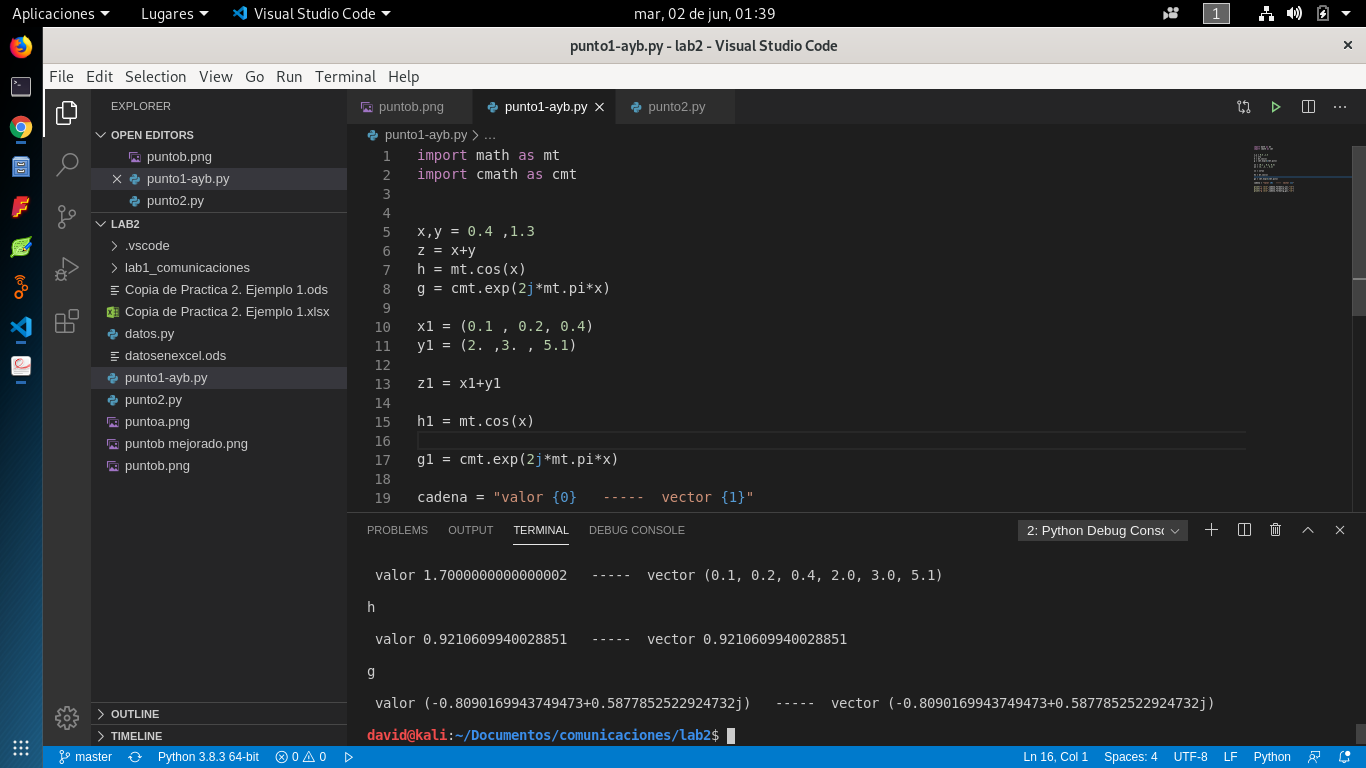 Aplicaciones Lugares Visual Studio Code mar, 02 de jun, 01:39 1
punto1-ayb.py - lab2 - Visual Studio Code
File Edit Selection View Go Run Terminal Help
EXPLORER
OPEN EDITORS
puntob.png
punto1-ayb.py
punto2.py
LAB2
.vscode
lab1_comunicaciones
Copia de Practica 2. Ejemplo 1.ods
Copia de Practica 2. Ejemplo 1.xlsx
datos.py
datosenexcel.ods
punto1-ayb.py
punto2.py
puntoa.png
puntob mejorado.png
puntob.png
OUTLINE
TIMELINE
puntob.png punto1-ayb.py punto2.py
punto1-ayb.py > ...
1 import math as mt
2 import cmath as cmt
3
4
5 x,y = 0.4 ,1.3
6 z = x+y
7 h = mt.cos(x)
8 g = cmt.exp(2j*mt.pi*x)
9
10 x1 = (0.1 , 0.2, 0.4)
11 y1 = (2. ,3. , 5.1)
12
13 z1 = x1+y1
14
15 h1 = mt.cos(x)
16
17 g1 = cmt.exp(2j*mt.pi*x)
18
19 cadena = "valor {0}   -----  vector {1}"
PROBLEMS OUTPUT TERMINAL DEBUG CONSOLE 2: Python Debug Consc
valor 1.7000000000000002   -----  vector (0.1, 0.2, 0.4, 2.0, 3.0, 5.1)
h
valor 0.9210609940028851   -----  vector 0.9210609940028851
g
valor (-0.8090169943749473+0.5877852522924732j)   -----  vector (-0.8090169943749473+0.5877852522924732j)
david@kali:~/Documentos/comunicaciones/lab2$
master Python 3.8.3 64-bit 0 0 Ln 16, Col 1 Spaces: 4 UTF-8 LF Python